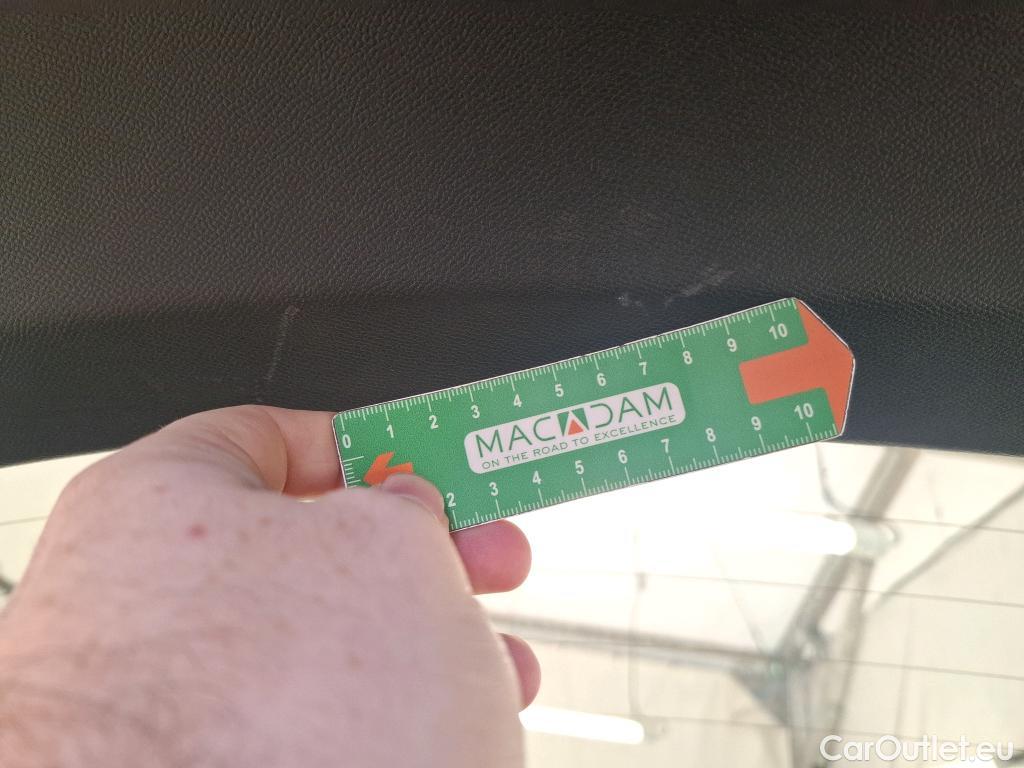 0 1 2 3 4 5 6 7 8 9 10
MACADAM
ON THE ROAD TO EXCELLENCE
2 3 4 5 6 7 8 9 10
CarOutlet.eu